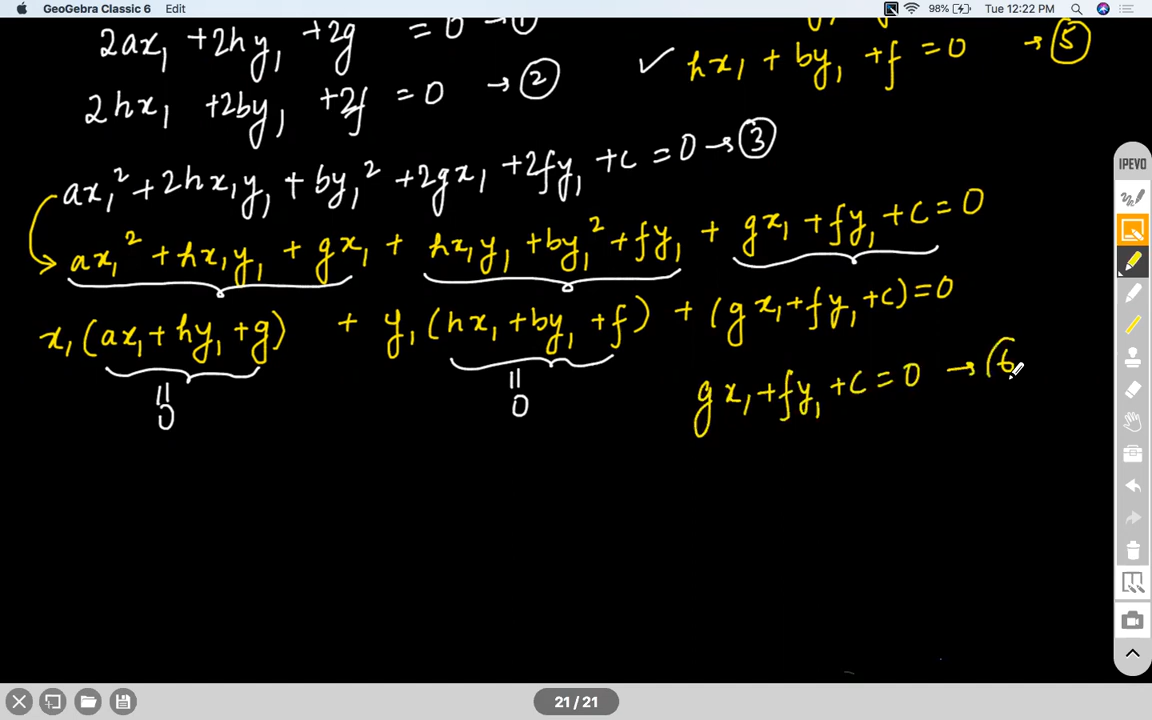 GeoGebra Classic 6 Edit 98% Tue 12:22 PM
2ax₁ + 2hy₁ + 2g = 0
✓ hx₁ + by₁ + f = 0 → ⑤
2hx₁ + 2by₁ + 2f = 0 → ②
ax₁² + 2hx₁y₁ + by₁² + 2gx₁ + 2fy₁ + c = 0 → ③
IPEVO
ax₁² + hx₁y₁ + gx₁ + hx₁y₁ + by₁² + fy₁ + gx₁ + fy₁ + c = 0
x₁(ax₁ + hy₁ + g) + y₁(hx₁ + by₁ + f) + (gx₁ + fy₁ + c) = 0
gx₁ + fy₁ + c = 0 → (6
= 0
= 0
21 / 21